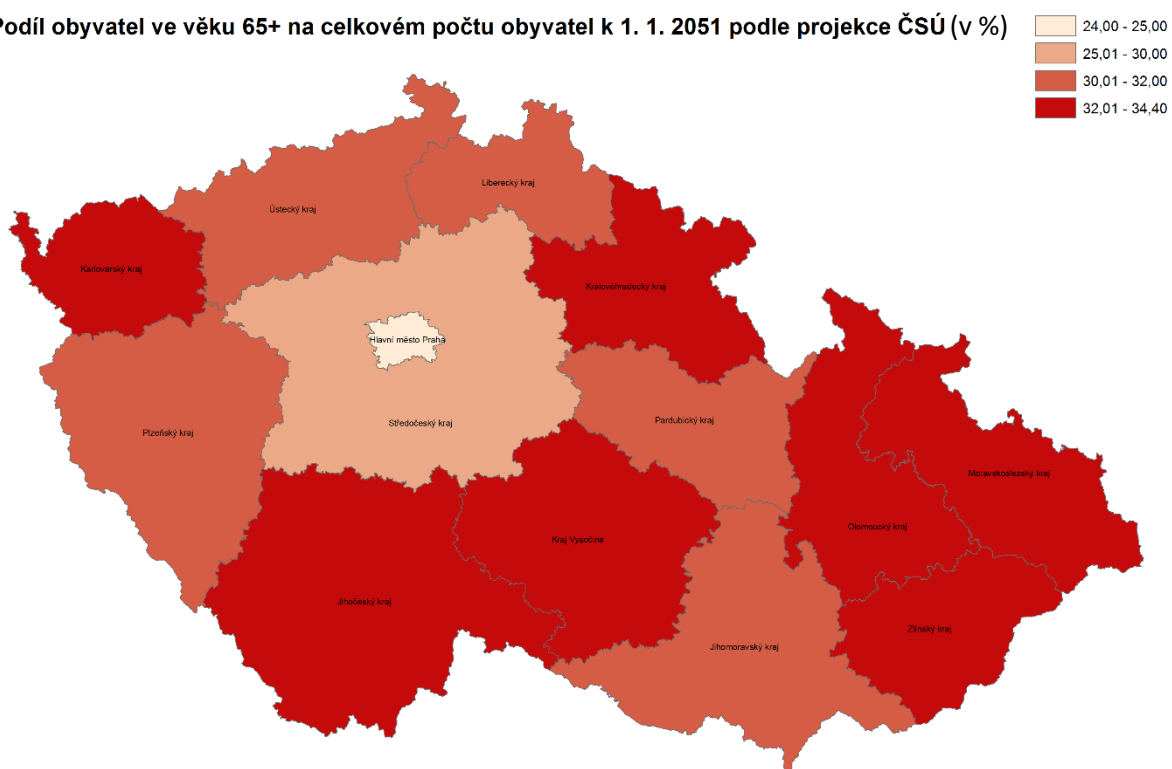 Podíl obyvatel ve věku 65+ na celkovém počtu obyvatel k 1. 1. 2051 podle projekce ČSÚ (v %)
24,00 - 25,00
25,01 - 30,00
30,01 - 32,00
32,01 - 34,40
Liberecký kraj
Ústecký kraj
Karlovarský kraj
Královéhradecký kraj
Hlavní město Praha
Pardubický kraj
Středočeský kraj
Plzeňský kraj
Moravskoslezský kraj
Olomoucký kraj
Kraj Vysočina
Jihočeský kraj
Zlínský kraj
Jihomoravský kraj